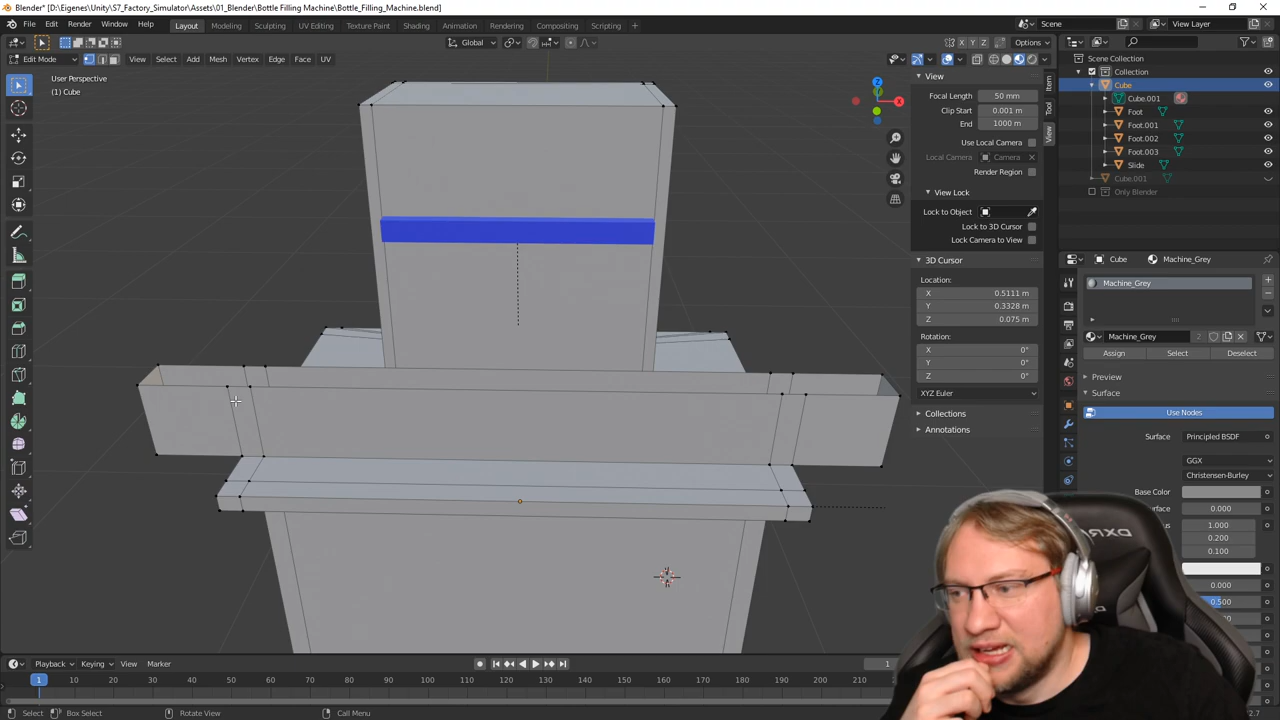 Blender* [D:\Eigenes\Unity\S7_Factory_Simulator\Assets\01_Blender\Bottle Filling Machine\Bottle_Filling_Machine.blend]
File Edit Render Window Help Layout Modeling Sculpting UV Editing Texture Paint Shading Animation Rendering Compositing Scripting + Scene View Layer
Global X Y Z Options
Edit Mode View Select Add Mesh Vertex Edge Face UV
User Perspective
(1) Cube
Z
X
View
Focal Length 50 mm
Clip Start 0.001 m
End 1000 m
Use Local Camera
Local Camera Camera
Render Region
View Lock
Lock to Object
Lock to 3D Cursor
Lock Camera to View
3D Cursor
Location:
X 0.5111 m
Y 0.3328 m
Z 0.075 m
Rotation:
X 0°
Y 0°
Z 0°
XYZ Euler
Collections
Annotations
Item
Tool
View
Scene Collection
Collection
Cube
Cube.001
Foot
Foot.001
Foot.002
Foot.003
Slide
Cube.001
Only Blender
Cube Machine_Grey
Machine_Grey
Machine_Grey 2
Assign Select Deselect
Preview
Surface
Use Nodes
Surface Principled BSDF
GGX
Christensen-Burley
Base Color
0.000
1.000
0.200
0.100
0.000
0.500
DXRACER
Playback Keying View Marker 1
1 10 20 30 40 50 60 70 80 90 100 110 120 130 140 150 160 170 180 190 200 210
Select Box Select Rotate View Call Menu 2.7